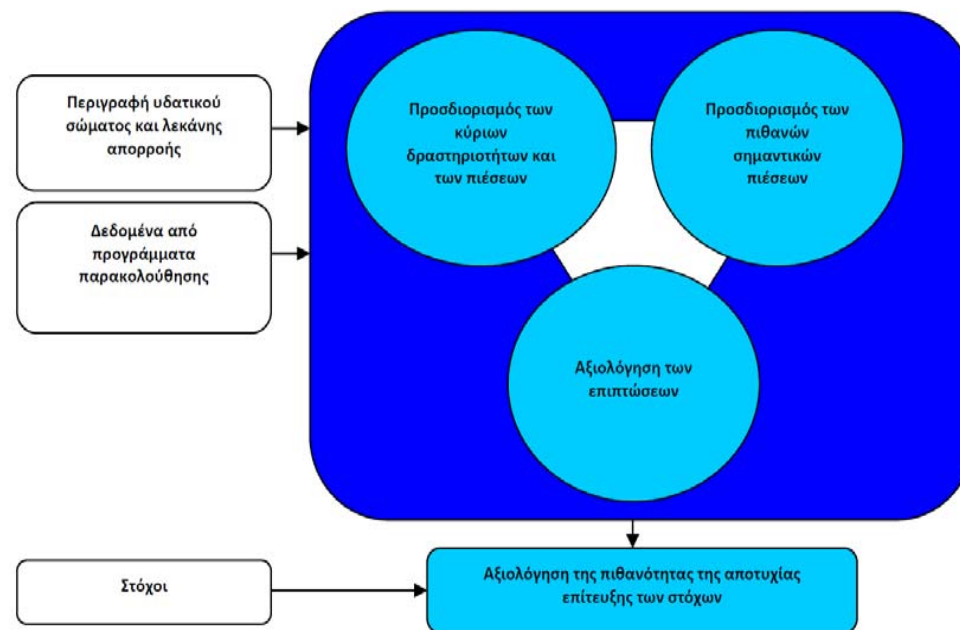 Περιγραφή υδατικού
σώματος και λεκάνης
απορροής
Δεδομένα από
προγράμματα
παρακολούθησης
Προσδιορισμός των
κύριων
δραστηριοτήτων και
των πιέσεων
Προσδιορισμός των
πιθανών
σημαντικών
πιέσεων
Αξιολόγηση των
επιπτώσεων
Στόχοι
Αξιολόγηση της πιθανότητας της αποτυχίας
επίτευξης των στόχων